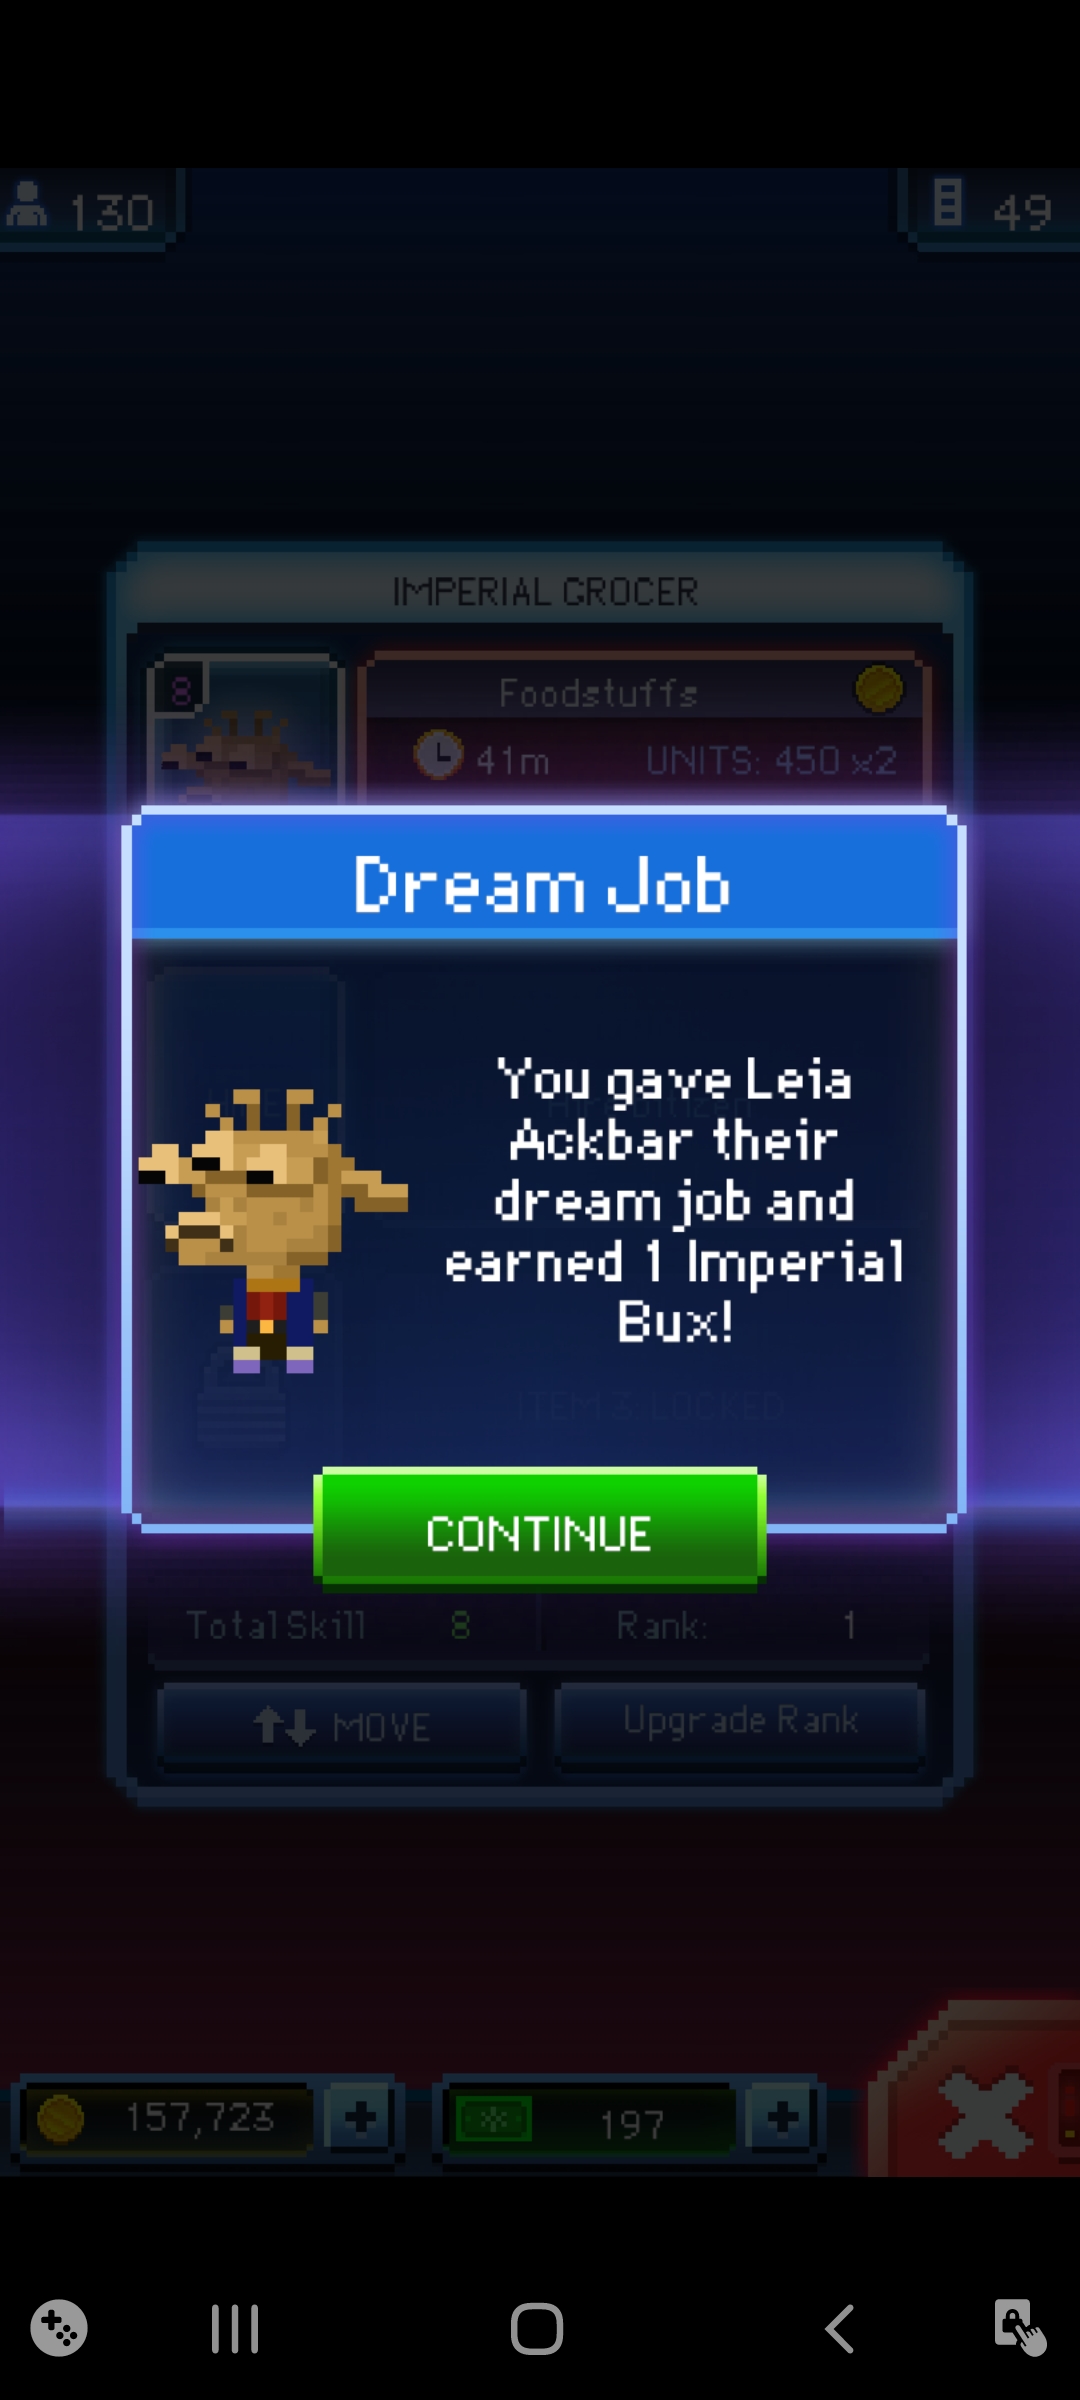 130
49
IMPERIAL GROCER
8
Foodstuffs
41m UNITS: 450 x2
Dream Job
You gave Leia
Ackbar their
dream job and
earned 1 Imperial
Bux!
ITEM 3 LOCKED
CONTINUE
Total Skill 8 Rank: 1
MOVE Upgrade Rank
157,723 + 197 +